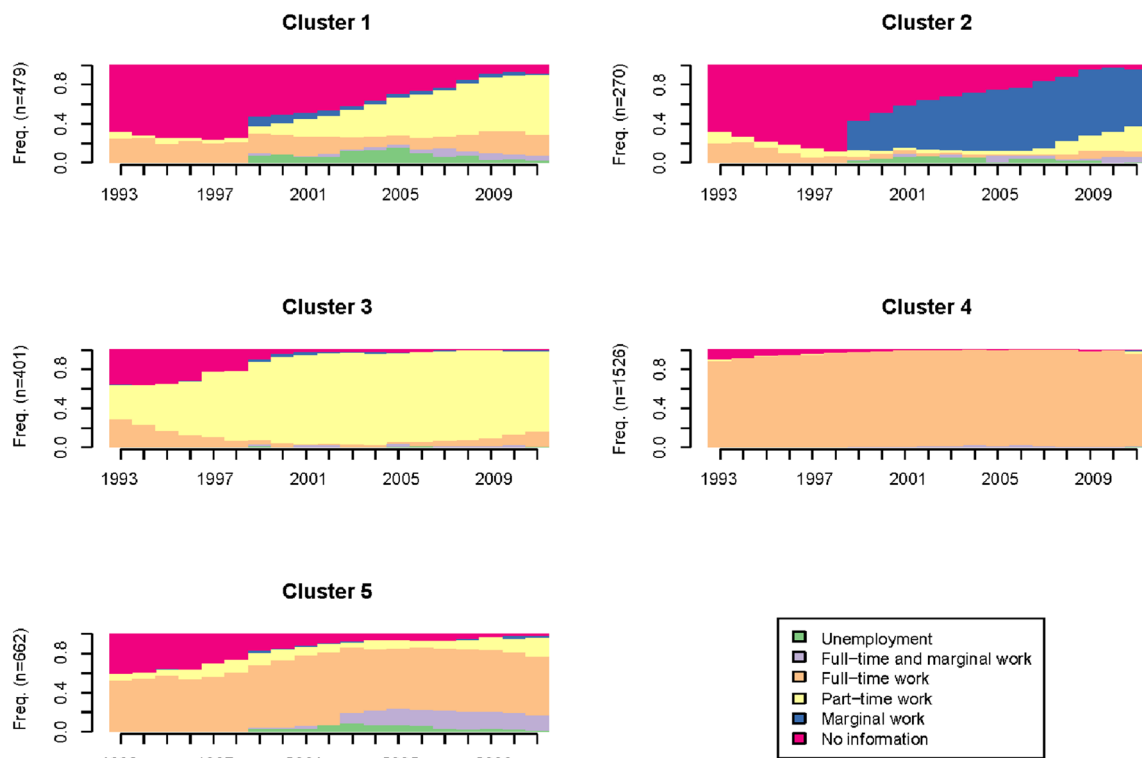 Cluster 1
Freq. (n=479)
0.0 0.4 0.8
1993 1997 2001 2005 2009
Cluster 2
Freq. (n=270)
0.0 0.4 0.8
1993 1997 2001 2005 2009
Cluster 3
Freq. (n=401)
0.0 0.4 0.8
1993 1997 2001 2005 2009
Cluster 4
Freq. (n=1526)
0.0 0.4 0.8
1993 1997 2001 2005 2009
Cluster 5
Freq. (n=662)
0.0 0.4 0.8
Unemployment
Full-time and marginal work
Full-time work
Part-time work
Marginal work
No information